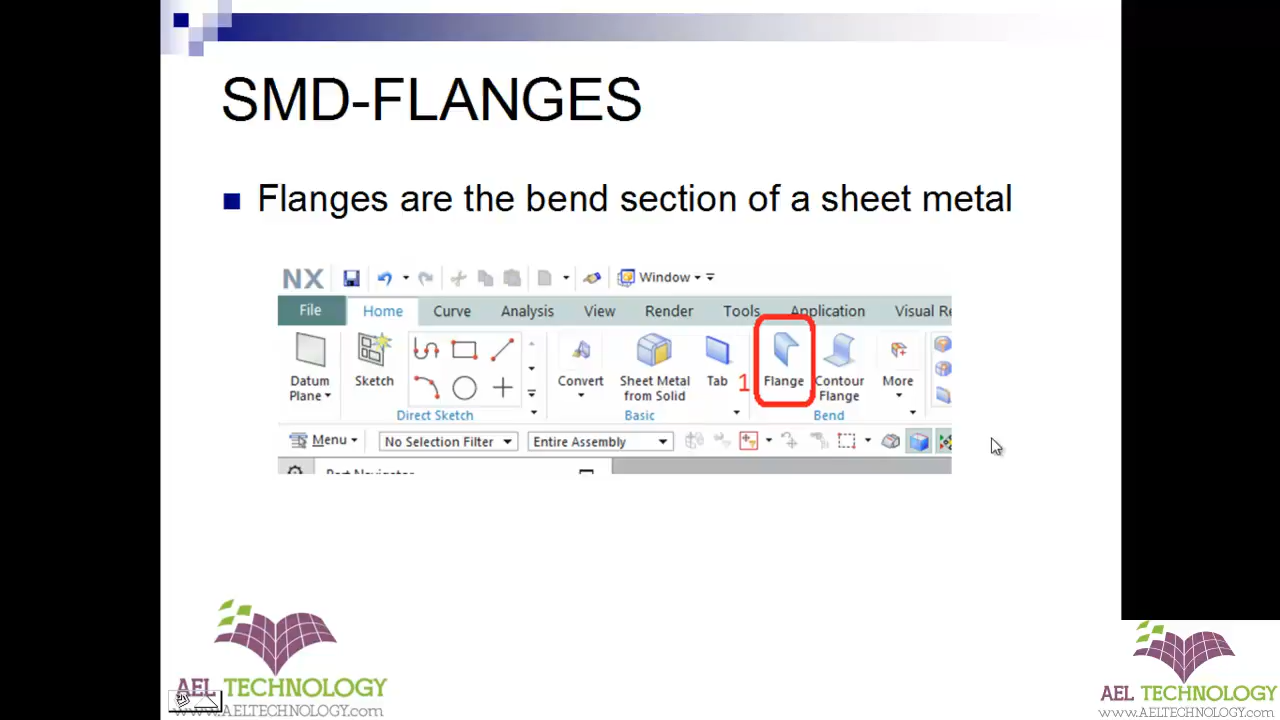 SMD-FLANGES
Flanges are the bend section of a sheet metal
NX Window
File Home Curve Analysis View Render Tools Application Visual Re
Datum Plane Sketch Direct Sketch
Convert Sheet Metal from Solid Tab Basic
1 Flange Contour Flange More Bend
Menu No Selection Filter Entire Assembly
Part Navigator
AEL TECHNOLOGY
www.AELTECHNOLOGY.com
AEL TECHNOLOGY
www.AELTECHNOLOGY.com